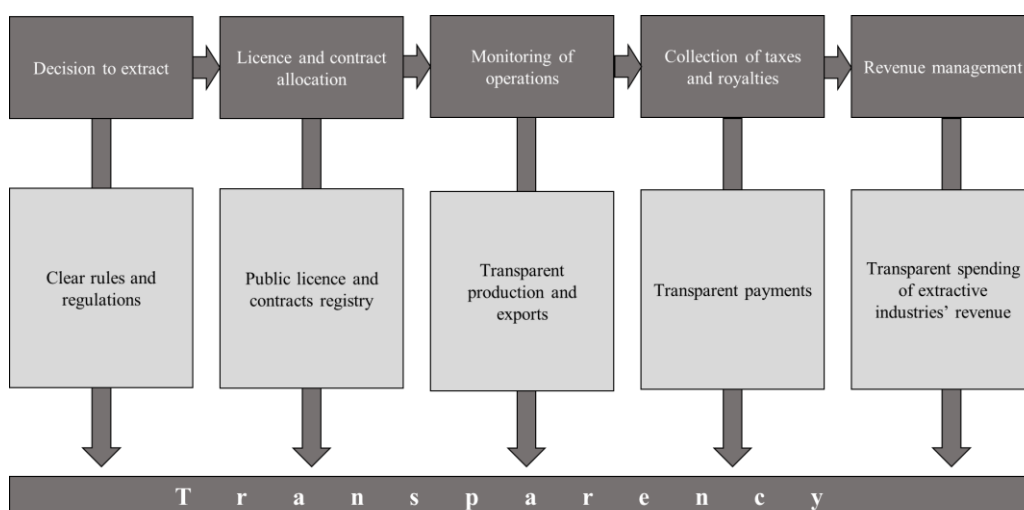 Decision to extract
Licence and contract
allocation
Monitoring of
operations
Collection of taxes
and royalties
Revenue management
Clear rules and
regulations
Public licence and
contracts registry
Transparent
production and
exports
Transparent payments
Transparent spending
of extractive
industries’ revenue
T r a n s p a r e n c y